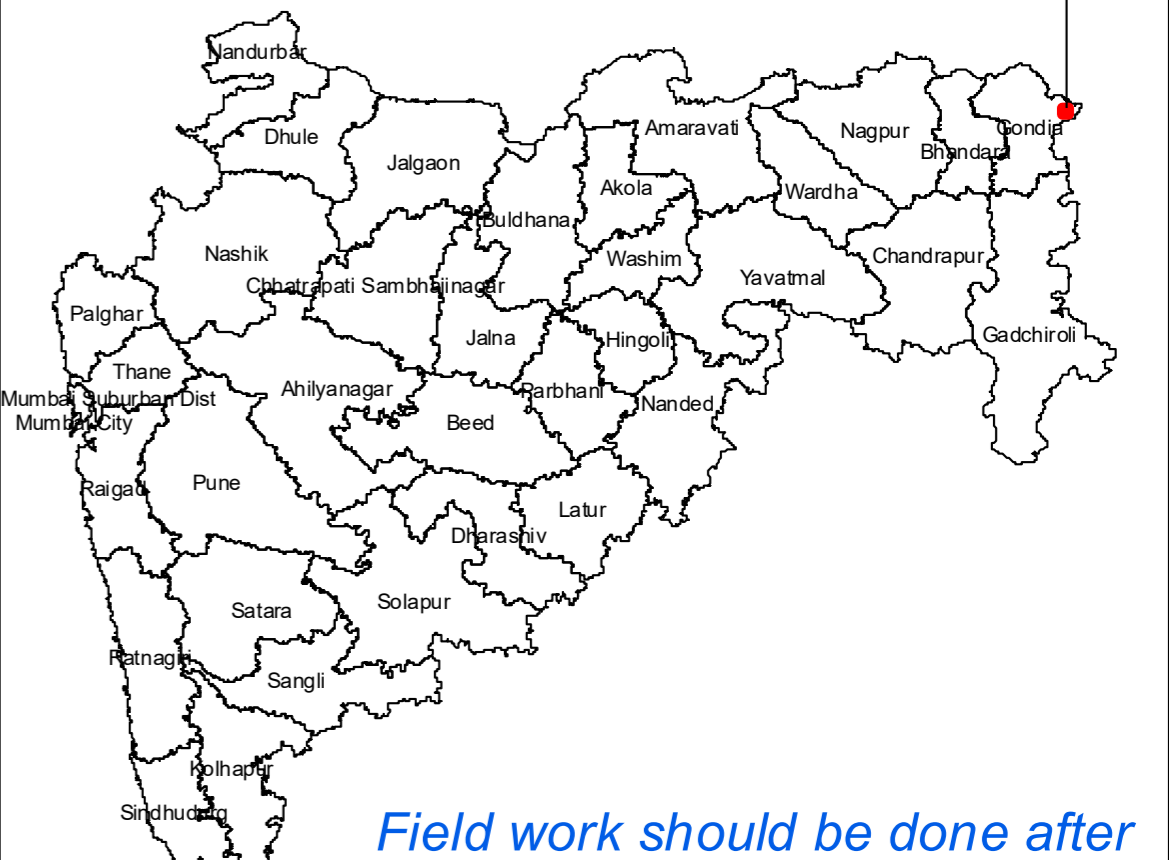 Nandurbar
Dhule
Jalgaon
Amaravati
Nagpur
Gondia
Bhandara
Akola
Wardha
Buldhana
Nashik
Washim
Chandrapur
Chhatrapati Sambhajinagar
Yavatmal
Palghar
Jalna
Hingoli
Gadchiroli
Thane
Ahilyanagar
Parbhani
Mumbai Suburban Dist
Nanded
Mumbai City
Beed
Raigad
Pune
Latur
Dharashiv
Satara
Solapur
Ratnagiri
Sangli
Kolhapur
Sindhudurg
Field work should be done after